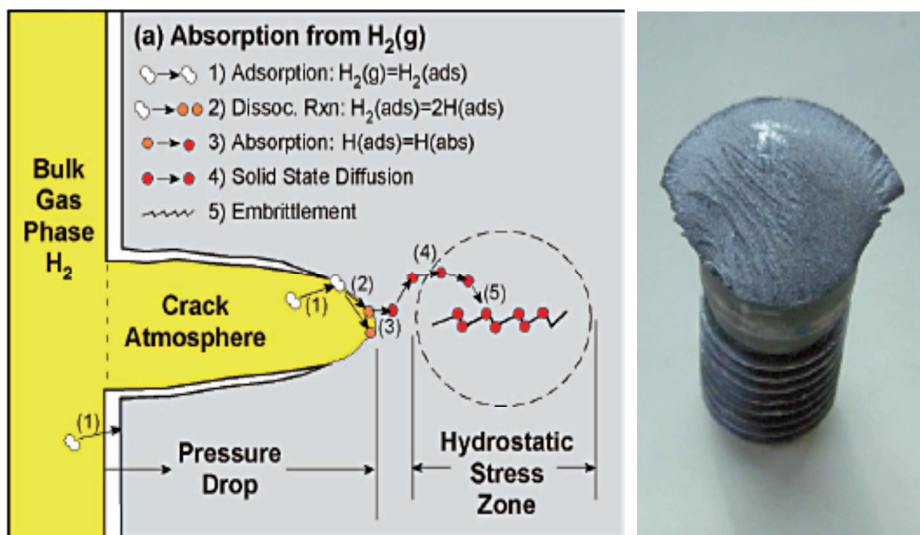 (a) Absorption from H₂(g)
1) Adsorption: H₂(g)=H₂(ads)
2) Dissoc. Rxn: H₂(ads)=2H(ads)
3) Absorption: H(ads)=H(abs)
4) Solid State Diffusion
5) Embrittlement
Bulk
Gas
Phase
H₂
Crack
Atmosphere
(1)
(2)
(3)
(4)
(5)
(1)
Pressure
Drop
Hydrostatic
Stress
Zone